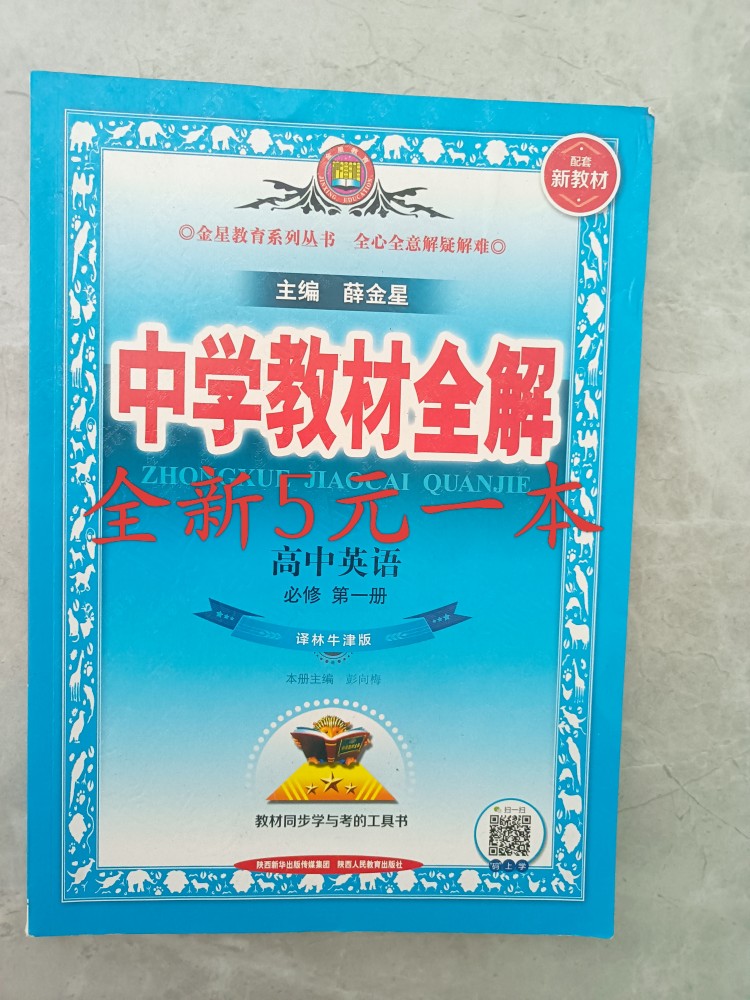 配套
新教材
JINXING EDUCATION
◎金星教育系列丛书 全心全意解疑解难◎
主编 薛金星
中学教材全解
ZHONGXUE JIAOCAI QUANJIE
全新5元一本
高中英语
必修 第一册
译林牛津版
本册主编 彭向梅
教材同步学与考的工具书
扫一扫
码上学
陕西新华出版传媒集团 陕西人民教育出版社